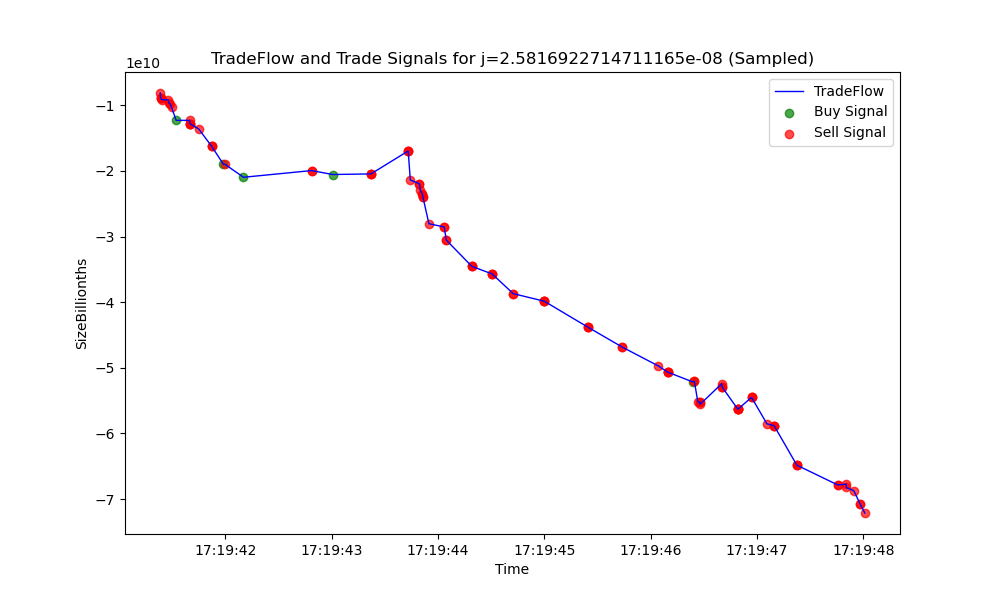 TradeFlow and Trade Signals for j=2.5816922714711165e-08 (Sampled)
1e10
TradeFlow
Buy Signal
Sell Signal
−1
−2
−3
−4
−5
−6
−7
SizeBillionths
17:19:42 17:19:43 17:19:44 17:19:45 17:19:46 17:19:47 17:19:48
Time